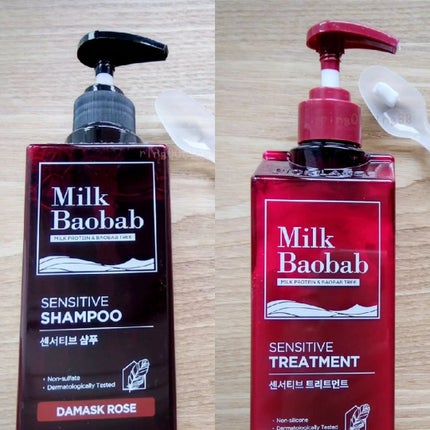 Milk
Baobab
MILK PROTEIN & BAOBAB TREE
SENSITIVE
SHAMPOO
센서티브 샴푸
• Non-sulfate
• Dermatologically Tested
DAMASK ROSE
Milk
Baobab
MILK PROTEIN & BAOBAB TREE
SENSITIVE
TREATMENT
센서티브 트리트먼트
• Non-silicone
• Dermatologically Tested